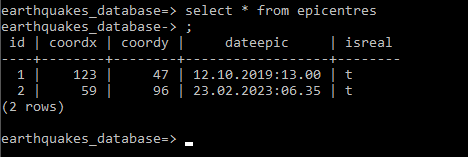 earthquakes_database=> select * from epicentres
earthquakes_database-> ;
 id | coordx | coordy |     dateepic     | isreal
----+--------+--------+------------------+--------
  1 |    123 |     47 | 12.10.2019:13.00 | t
  2 |     59 |     96 | 23.02.2023:06.35 | t
(2 rows)
earthquakes_database=>